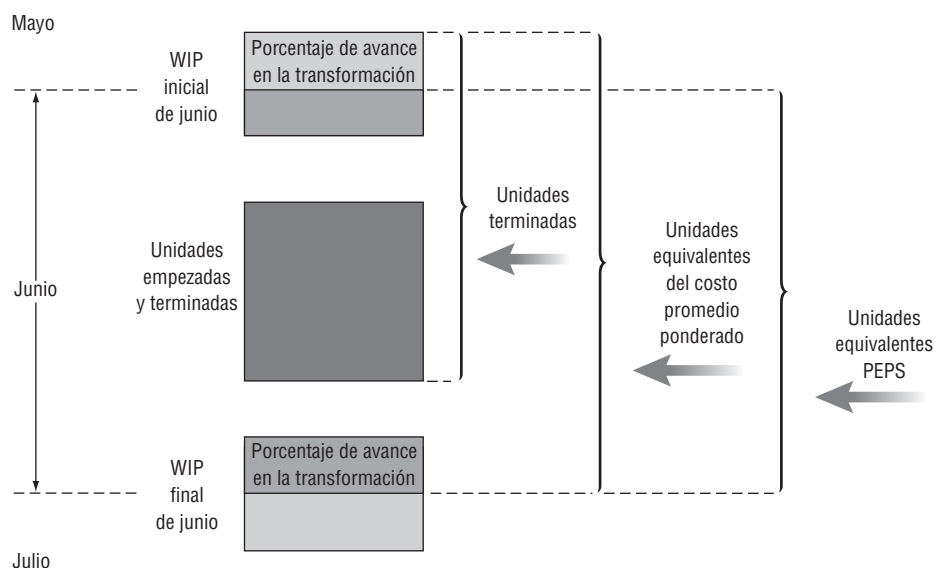 Mayo
WIP
inicial
de junio
Porcentaje de avance
en la transformación
Junio
Unidades
empezadas
y terminadas
Unidades
terminadas
Unidades
equivalentes
del costo
promedio
ponderado
Unidades
equivalentes
PEPS
WIP
final
de junio
Porcentaje de avance
en la transformación
Julio